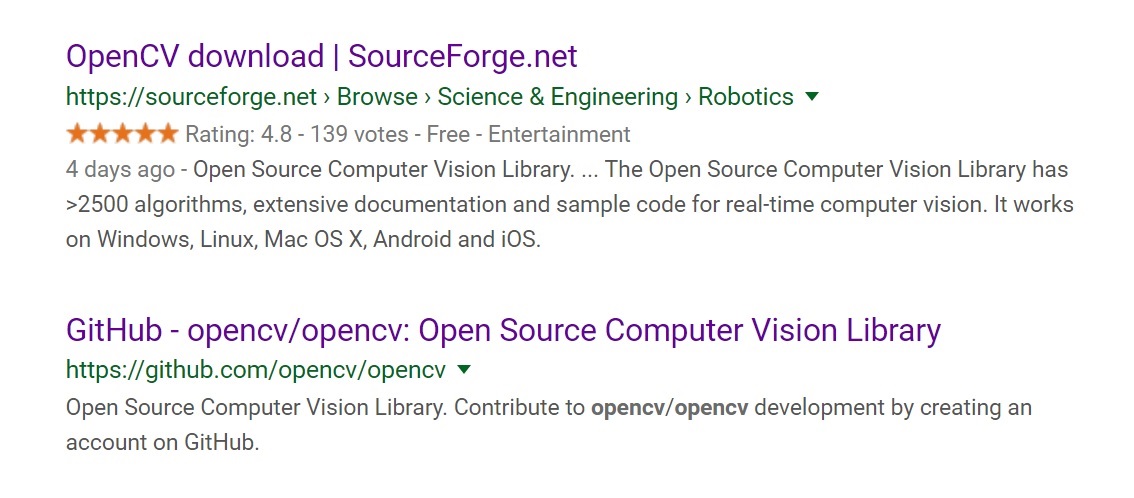 OpenCV download | SourceForge.net
https://sourceforge.net › Browse › Science & Engineering › Robotics
Rating: 4.8 - 139 votes - Free - Entertainment
4 days ago - Open Source Computer Vision Library. ... The Open Source Computer Vision Library has
>2500 algorithms, extensive documentation and sample code for real-time computer vision. It works
on Windows, Linux, Mac OS X, Android and iOS.
GitHub - opencv/opencv: Open Source Computer Vision Library
https://github.com/opencv/opencv
Open Source Computer Vision Library. Contribute to opencv/opencv development by creating an
account on GitHub.